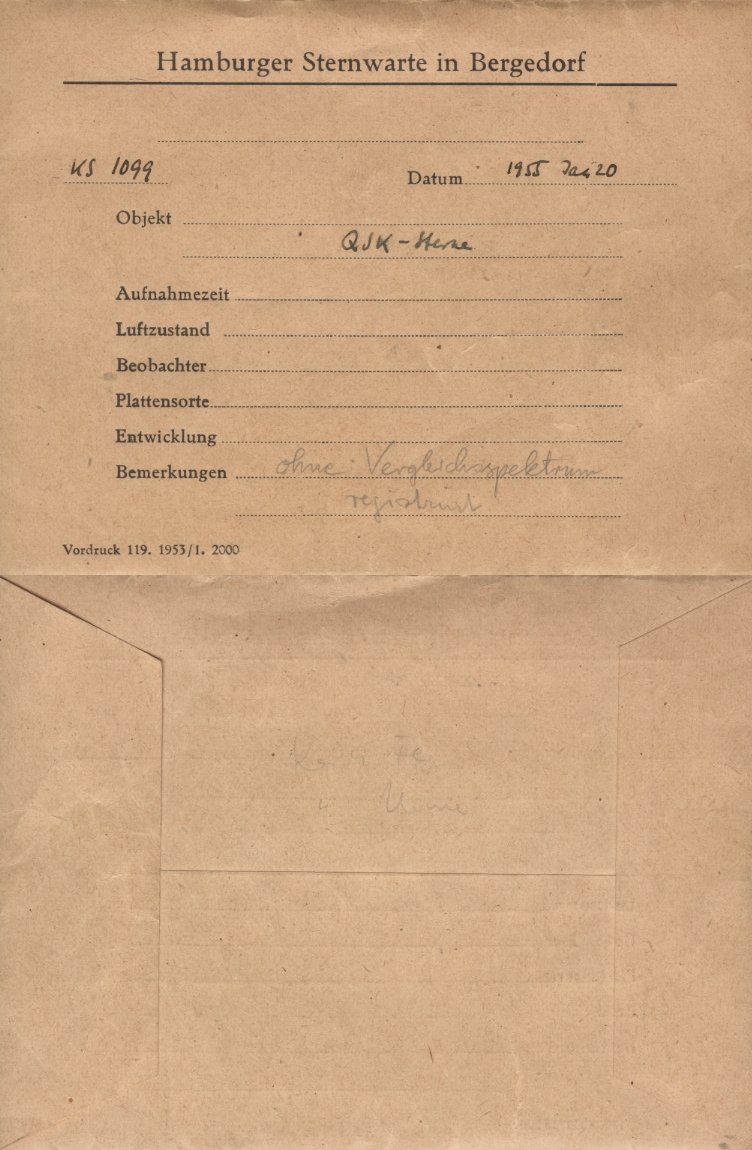 Hamburger Sternwarte in Bergedorf
KS 1099 Datum 1955 Jan 20
Objekt
QSK-Sterne
Aufnahmezeit
Luftzustand
Beobachter
Plattensorte
Entwicklung
Bemerkungen ohne Vergleichsspektrum
registriert
Vordruck 119. 1953/1. 2000